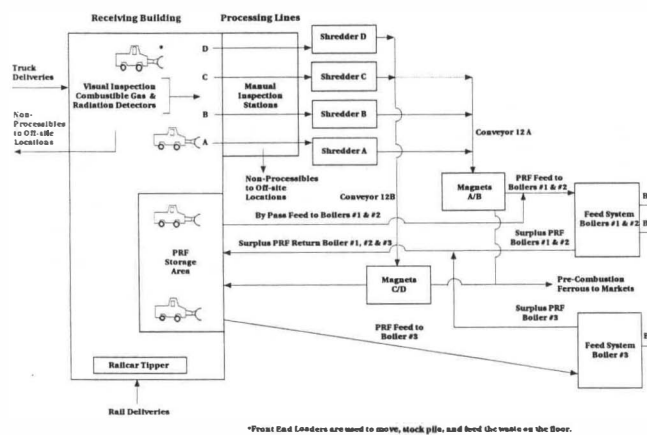 Receiving Building
Processing Lines
Truck
Deliveries
*
Visual Inspection
Combustible Gas &
Radiation Detectors
Non-
Processibles
to Off-site
Locations
D
C
B
A
Manual
Inspection
Stations
Shredder D
Shredder C
Shredder B
Shredder A
Non-Processibles
to Off-site
Locations
Conveyor 12 A
Conveyor 12B
Magnets
A/B
PRF Feed to
Boilers #1 & #2
By Pass Feed to Boilers #1 & #2
Surplus PRF
Boilers #1 & #2
Feed System
Boilers #1 & #2
Surplus PRF Return Boiler #1, #2 & #3
PRF
Storage
Area
Magnets
C/D
Pre-Combustion
Ferrous to Markets
Surplus PRF
Boiler #3
PRF Feed to
Boiler #3
Feed System
Boiler #3
Railcar Tipper
Rail Deliveries
*Front End Loaders are used to move, stock pile, and feed the waste on the floor.